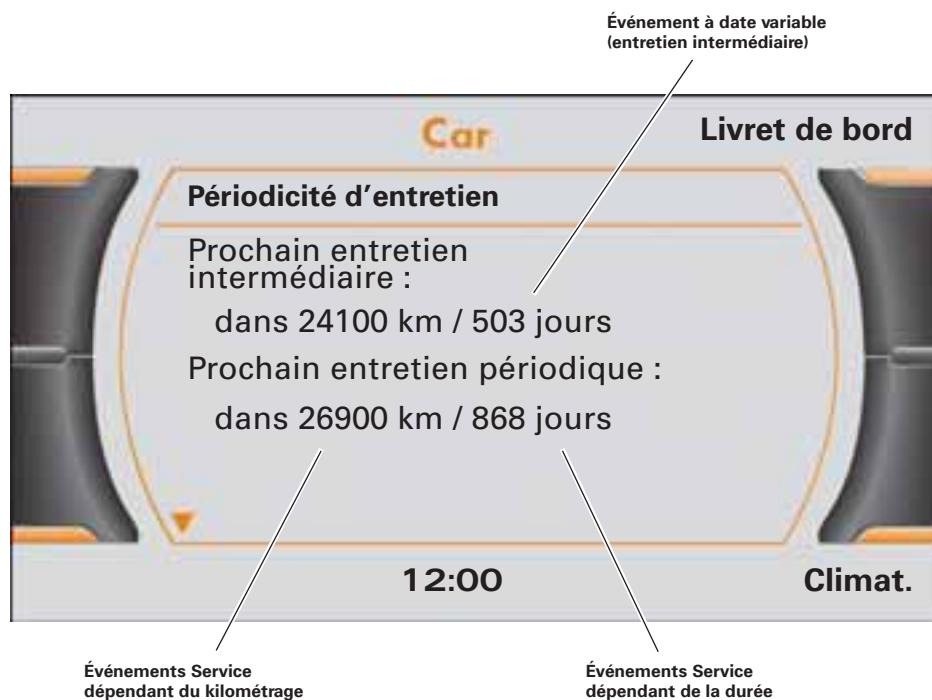 Événement à date variable
(entretien intermédiaire)
Car
Livret de bord
Périodicité d'entretien
Prochain entretien
intermédiaire :
dans 24100 km / 503 jours
Prochain entretien périodique :
dans 26900 km / 868 jours
12:00
Climat.
Événements Service
dépendant du kilométrage
Événements Service
dépendant de la durée